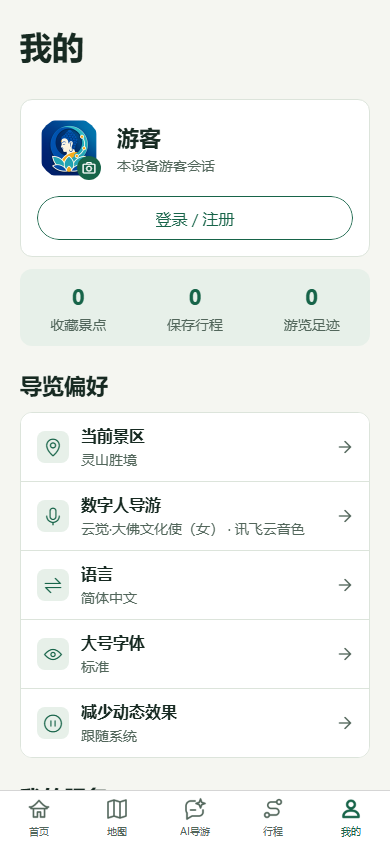 我的
游客
本设备游客会话
登录 / 注册
0 0 0
收藏景点 保存行程 游览足迹
导览偏好
当前景区
灵山胜境
数字人导游
云觉·大佛文化使（女） · 讯飞云音色
语言
简体中文
大号字体
标准
减少动态效果
跟随系统
首页 地图 AI导游 行程 我的